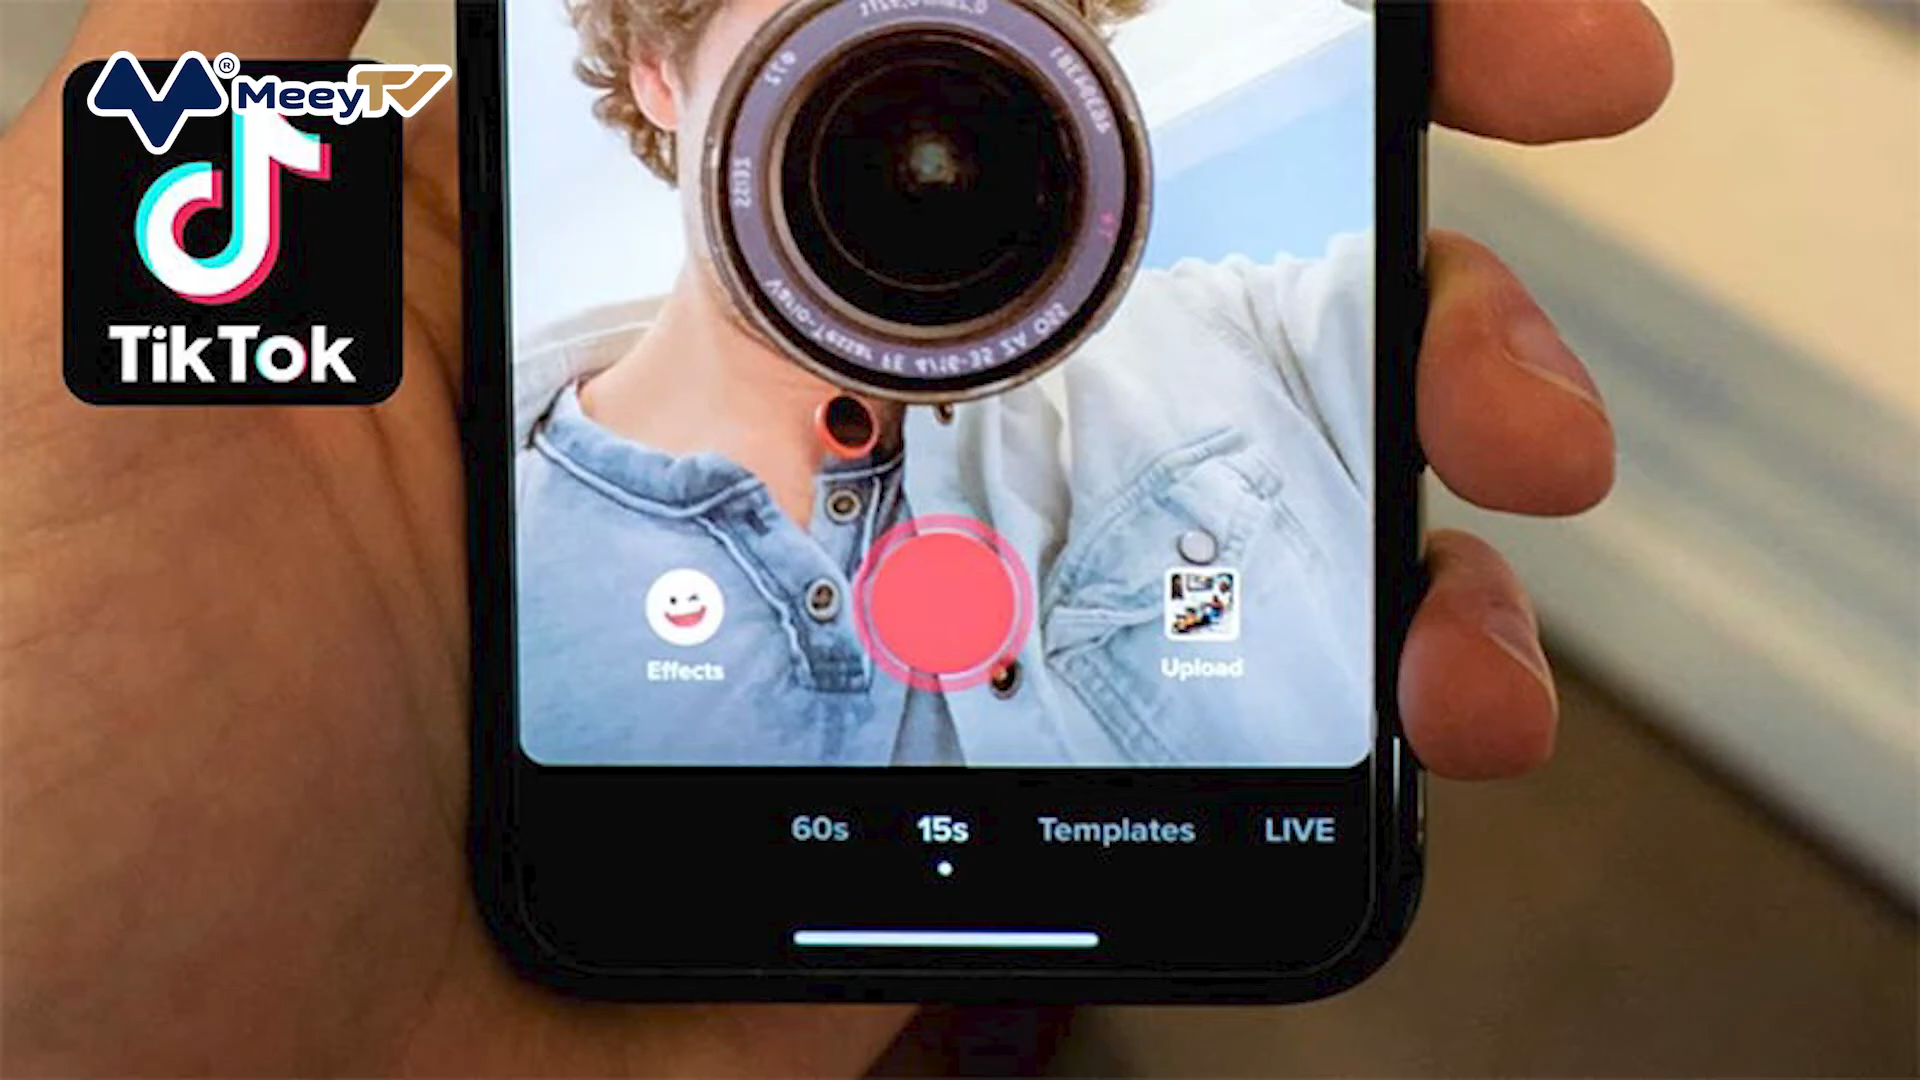 ® MeeyTV
TikTok
Effects
Upload
60s
15s
Templates
LIVE